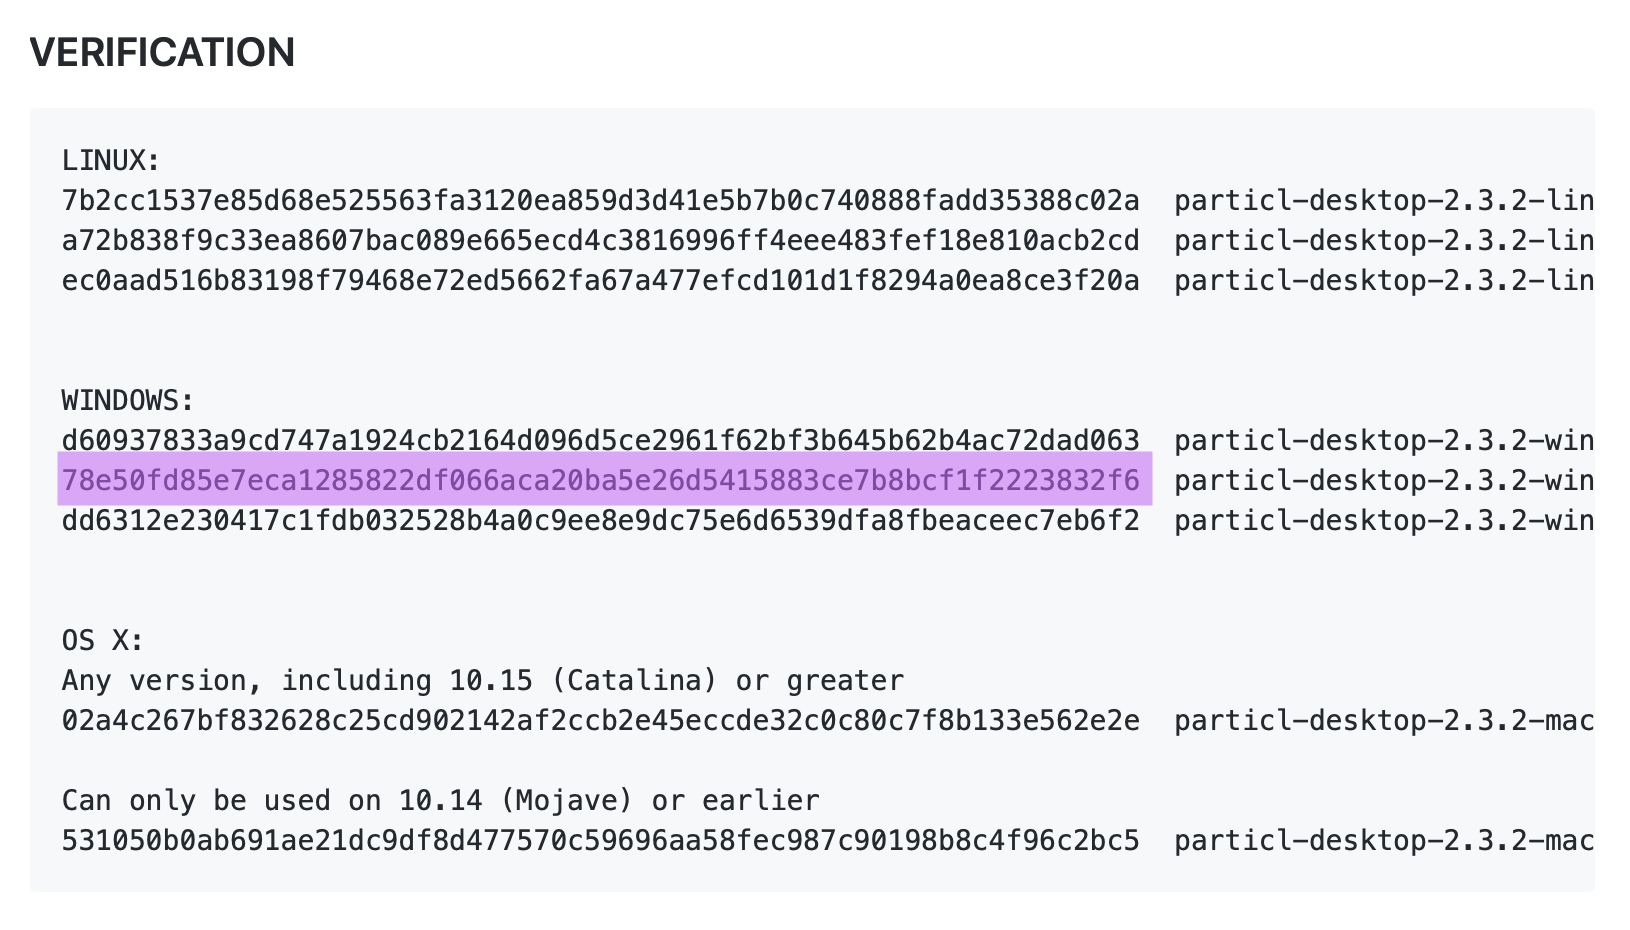 VERIFICATION
LINUX:
7b2cc1537e85d68e525563fa3120ea859d3d41e5b7b0c740888fadd35388c02a  particl-desktop-2.3.2-lin
a72b838f9c33ea8607bac089e665ecd4c3816996ff4eee483fef18e810acb2cd  particl-desktop-2.3.2-lin
ec0aad516b83198f79468e72ed5662fa67a477efcd101d1f8294a0ea8ce3f20a  particl-desktop-2.3.2-lin
WINDOWS:
d60937833a9cd747a1924cb2164d096d5ce2961f62bf3b645b62b4ac72dad063  particl-desktop-2.3.2-win
78e50fd85e7eca1285822df066aca20ba5e26d5415883ce7b8bcf1f2223832f6  particl-desktop-2.3.2-win
dd6312e230417c1fdb032528b4a0c9ee8e9dc75e6d6539dfa8fbeaceec7eb6f2  particl-desktop-2.3.2-win
OS X:
Any version, including 10.15 (Catalina) or greater
02a4c267bf832628c25cd902142af2ccb2e45eccde32c0c80c7f8b133e562e2e  particl-desktop-2.3.2-mac
Can only be used on 10.14 (Mojave) or earlier
531050b0ab691ae21dc9df8d477570c59696aa58fec987c90198b8c4f96c2bc5  particl-desktop-2.3.2-mac